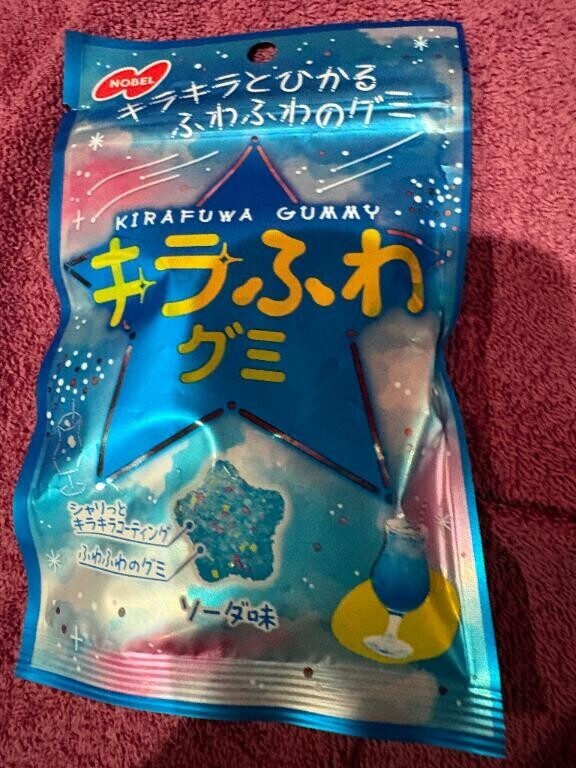 NOBEL
キラキラとひかる
ふわふわのグミ
KIRAFUWA GUMMY
キラふわ
グミ
シャリっと
キラキラコーティング
ふわふわのグミ
ソーダ味